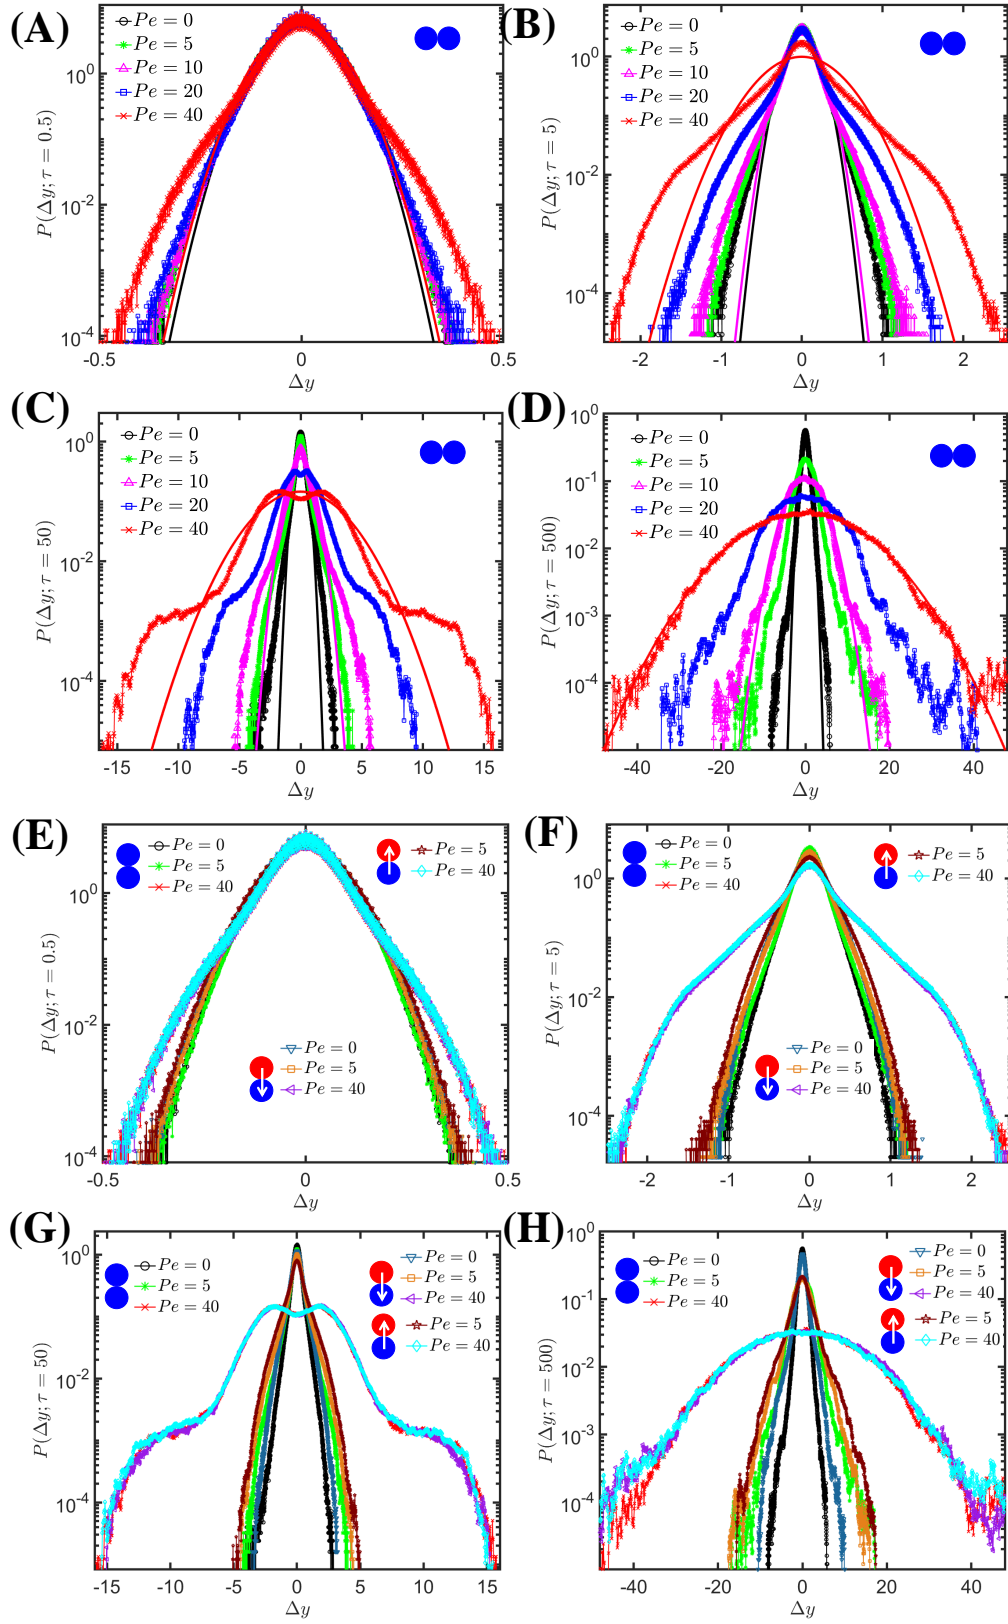 (A)
Pe = 0
Pe = 5
Pe = 10
Pe = 20
Pe = 40
P(Δy; τ = 0.5)
10^0
10^-2
10^-4
-0.5
0
0.5
Δy
(B)
Pe = 0
Pe = 5
Pe = 10
Pe = 20
Pe = 40
P(Δy; τ = 5)
10^0
10^-2
10^-4
-2
-1
0
1
2
Δy
(C)
Pe = 0
Pe = 5
Pe = 10
Pe = 20
Pe = 40
P(Δy; τ = 50)
10^0
10^-2
10^-4
-15
-10
-5
0
5
10
15
Δy
(D)
Pe = 0
Pe = 5
Pe = 10
Pe = 20
Pe = 40
P(Δy; τ = 500)
10^0
10^-1
10^-2
10^-3
10^-4
-40
-20
0
20
40
Δy
(E)
Pe = 0
Pe = 5
Pe = 40
Pe = 5
Pe = 40
Pe = 0
Pe = 5
Pe = 40
P(Δy; τ = 0.5)
10^0
10^-2
10^-4
-0.5
0
0.5
Δy
(F)
Pe = 0
Pe = 5
Pe = 40
Pe = 5
Pe = 40
Pe = 0
Pe = 5
Pe = 40
P(Δy; τ = 5)
10^0
10^-2
10^-4
-2
-1
0
1
2
Δy
(G)
Pe = 0
Pe = 5
Pe = 40
Pe = 0
Pe = 5
Pe = 40
Pe = 5
Pe = 40
P(Δy; τ = 50)
10^0
10^-2
10^-4
-15
-10
-5
0
5
10
15
Δy
(H)
Pe = 0
Pe = 5
Pe = 40
Pe = 0
Pe = 5
Pe = 40
Pe = 5
Pe = 40
P(Δy; τ = 500)
10^0
10^-1
10^-2
10^-3
10^-4
-40
-20
0
20
40
Δy